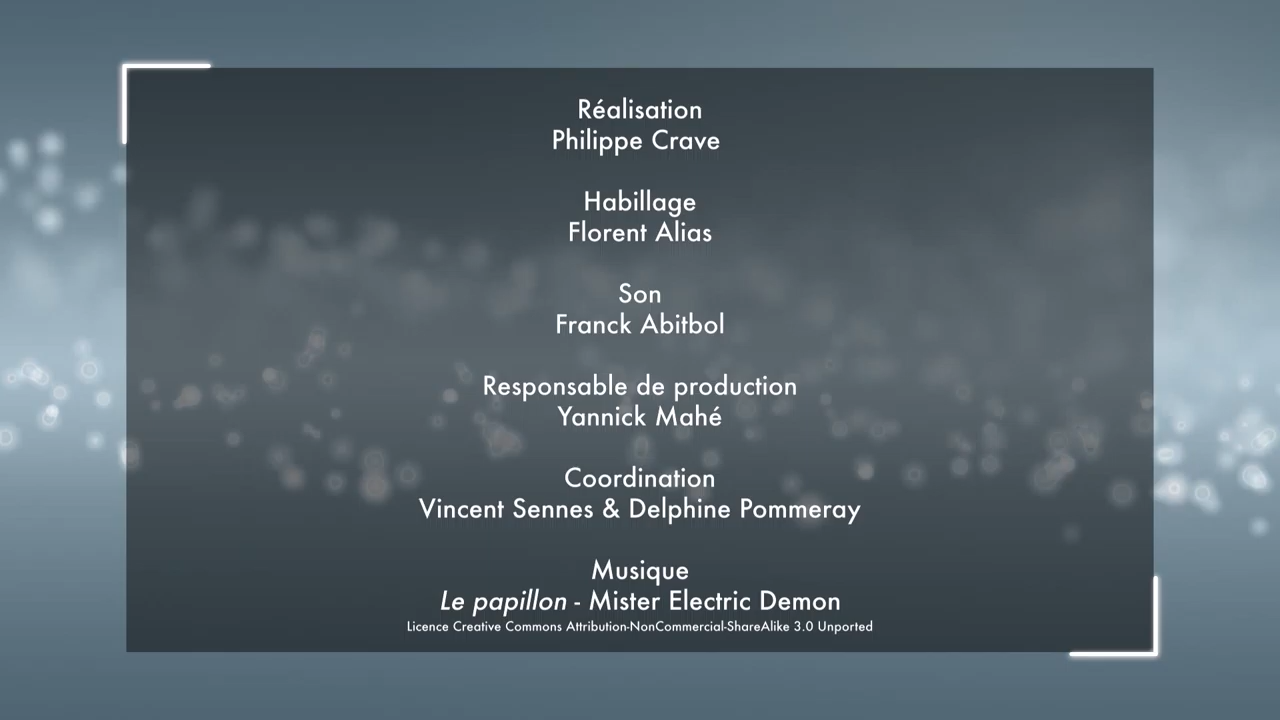 Réalisation
Philippe Crave
Habillage
Florent Alias
Son
Franck Abitbol
Responsable de production
Yannick Mahé
Coordination
Vincent Sennes & Delphine Pommeray
Musique
Le papillon - Mister Electric Demon
Licence Creative Commons Attribution-NonCommercial-ShareAlike 3.0 Unported